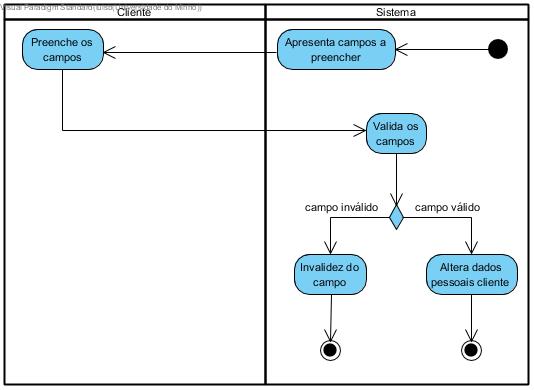 Visual Paradigm Standard(Universidade do Minho)
Cliente
Sistema
Preenche os
campos
Apresenta campos a
preencher
Valida os
campos
campo inválido
campo válido
Invalidez do
campo
Altera dados
pessoais cliente